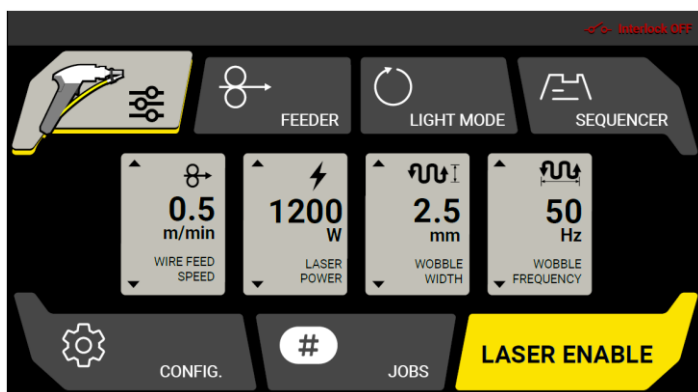 Interlock OFF
FEEDER
LIGHT MODE
SEQUENCER
0.5
m/min
WIRE FEED
SPEED
1200
W
LASER
POWER
2.5
mm
WOBBLE
WIDTH
50
Hz
WOBBLE
FREQUENCY
CONFIG.
#
JOBS
LASER ENABLE